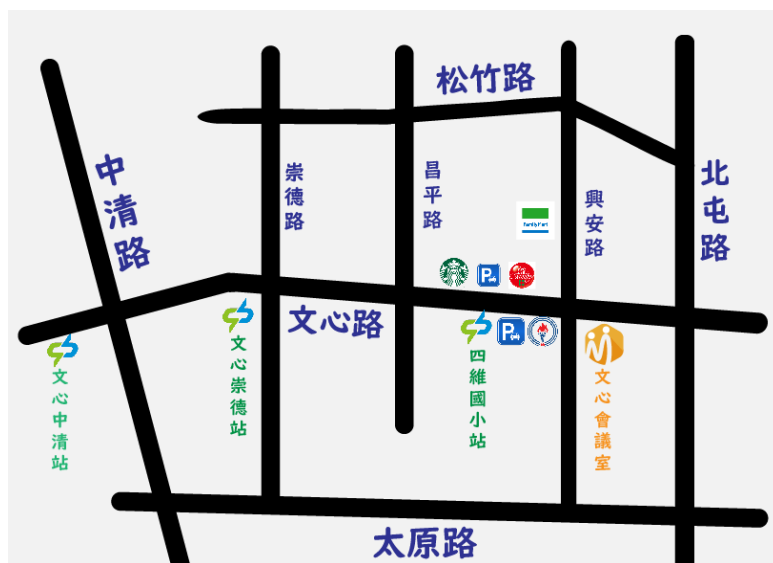 松竹路
中清路
崇德路
昌平路
興安路
北屯路
FamilyMart
P
文心路
P
文心中清站
文心崇德站
四維國小站
文心會議室
太原路